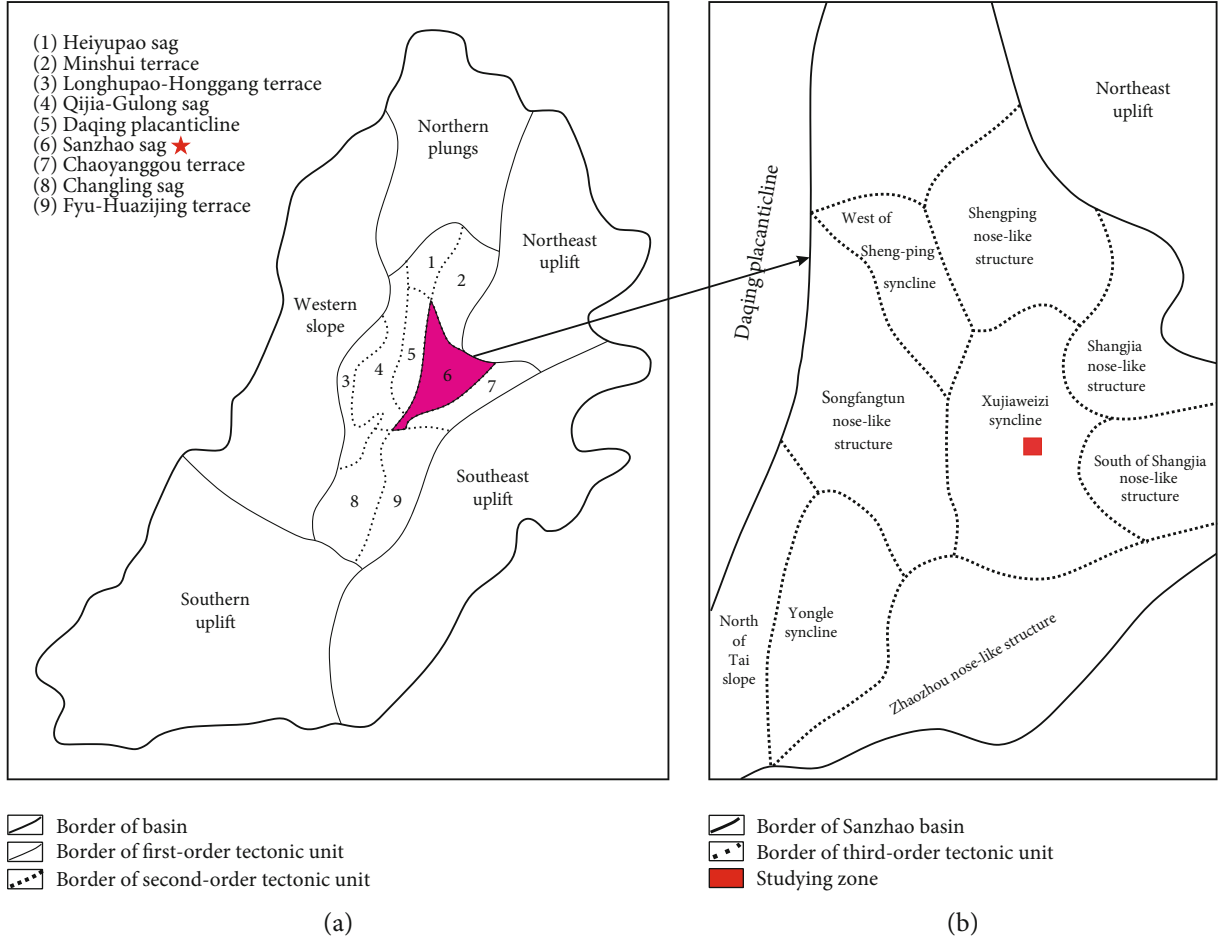 (1) Heiyupao sag
(2) Minshui terrace
(3) Longhupao-Honggang terrace
(4) Qijia-Gulong sag
(5) Daqing placanticline
(6) Sanzhao sag
(7) Chaoyanggou terrace
(8) Changling sag
(9) Fyu-Huazijing terrace
Northern
plungs
Northeast
uplift
Western
slope
1
2
3
4
5
6
7
8
9
Southeast
uplift
Southern
uplift
Border of basin
Border of first-order tectonic unit
Border of second-order tectonic unit
(a)
Northeast
uplift
Daqing placanticline
West of
Sheng-ping
syncline
Shengping
nose-like
structure
Shangjia
nose-like
structure
Songfangtun
nose-like
structure
Xujiaweizi
syncline
South of Shangjia
nose-like
structure
North
of
Tai
slope
Yongle
syncline
Zhaozhou nose-like structure
Border of Sanzhao basin
Border of third-order tectonic unit
Studying zone
(b)